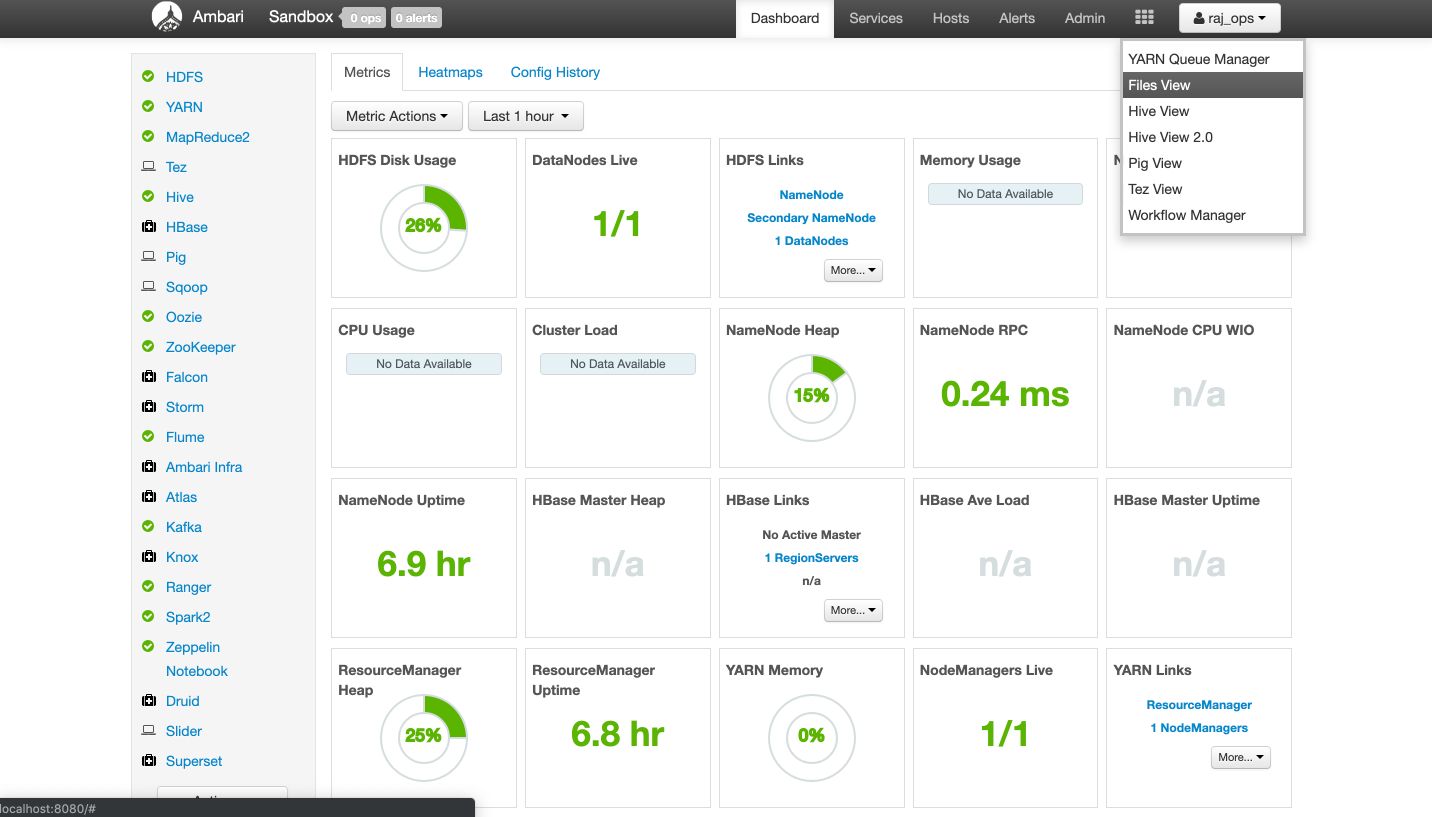 Ambari Sandbox 0 ops 0 alerts Dashboard Services Hosts Alerts Admin raj_ops
YARN Queue Manager
Files View
Hive View
Hive View 2.0
Pig View
Tez View
Workflow Manager
HDFS
YARN
MapReduce2
Tez
Hive
HBase
Pig
Sqoop
Oozie
ZooKeeper
Falcon
Storm
Flume
Ambari Infra
Atlas
Kafka
Knox
Ranger
Spark2
Zeppelin
Notebook
Druid
Slider
Superset
Metrics Heatmaps Config History
Metric Actions Last 1 hour
HDFS Disk Usage
26%
DataNodes Live
1/1
HDFS Links
NameNode
Secondary NameNode
1 DataNodes
More...
Memory Usage
No Data Available
CPU Usage
No Data Available
Cluster Load
No Data Available
NameNode Heap
15%
NameNode RPC
0.24 ms
NameNode CPU WIO
n/a
NameNode Uptime
6.9 hr
HBase Master Heap
n/a
HBase Links
No Active Master
1 RegionServers
n/a
More...
HBase Ave Load
n/a
HBase Master Uptime
n/a
ResourceManager
Heap
25%
ResourceManager
Uptime
6.8 hr
YARN Memory
0%
NodeManagers Live
1/1
YARN Links
ResourceManager
1 NodeManagers
More...
localhost:8080/#